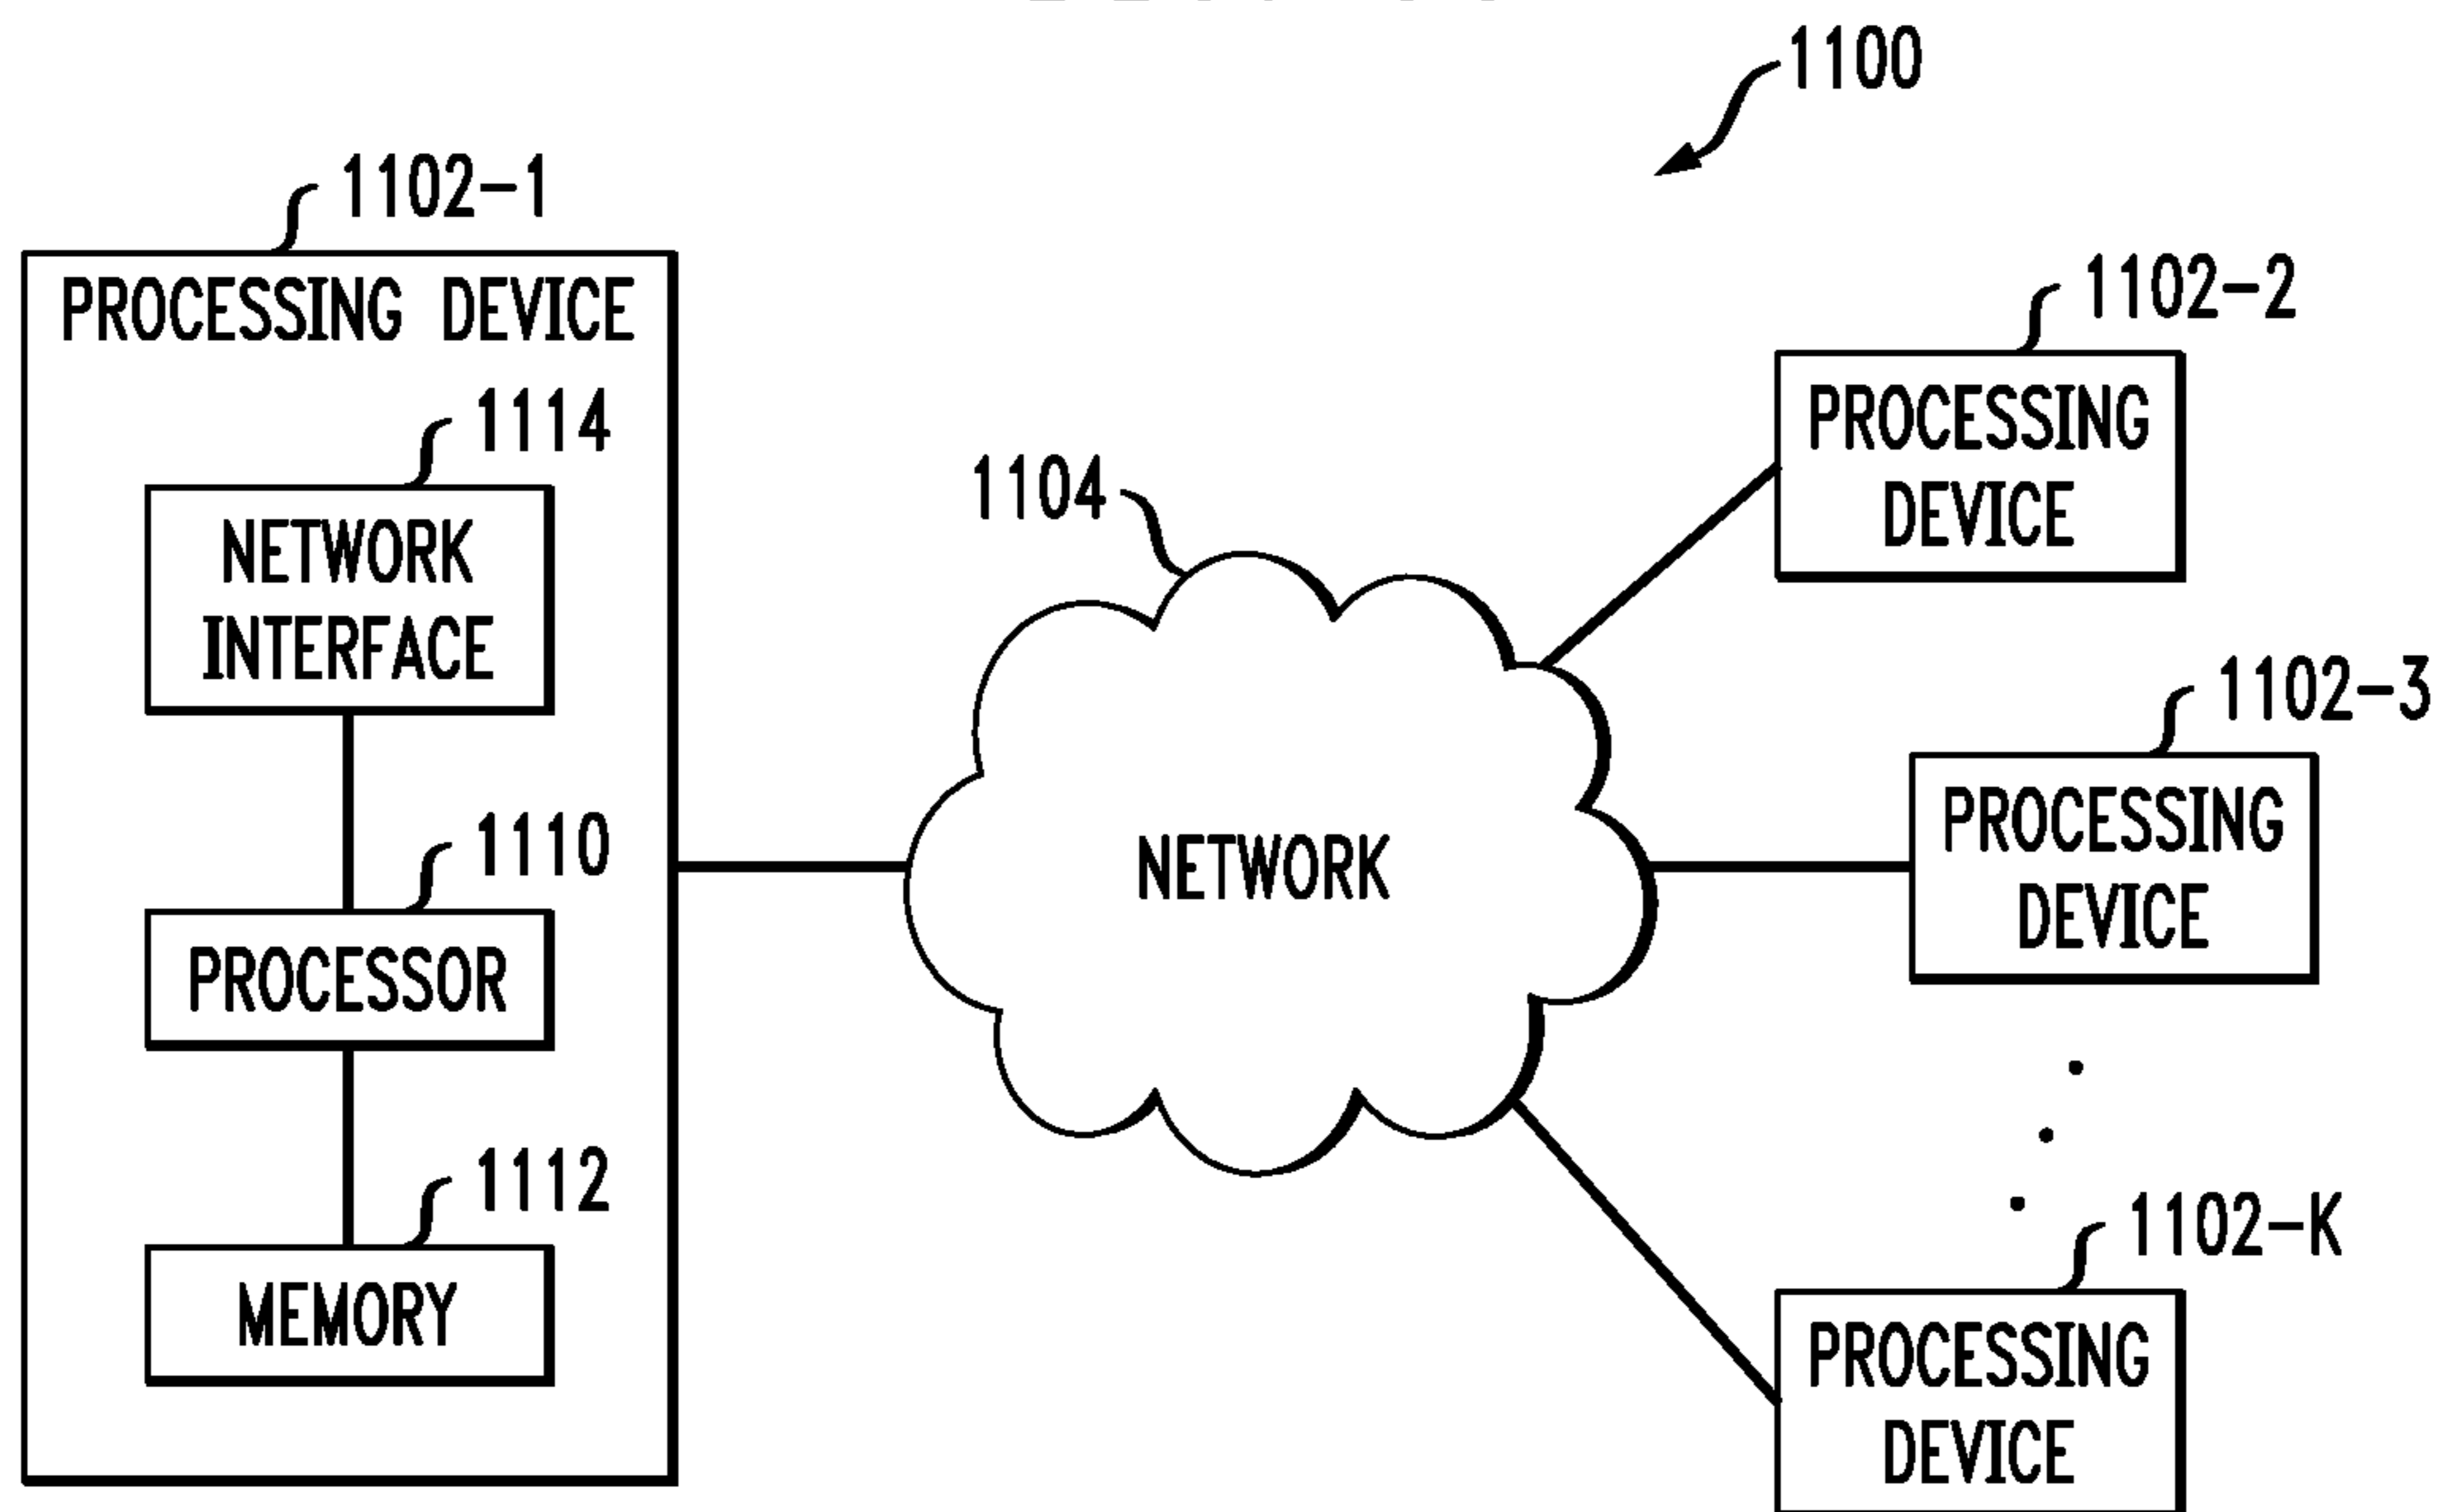 1100
1102-1
PROCESSING DEVICE
1114
NETWORK
INTERFACE
1110
PROCESSOR
1112
MEMORY
1104
NETWORK
1102-2
PROCESSING
DEVICE
1102-3
PROCESSING
DEVICE
1102-K
PROCESSING
DEVICE